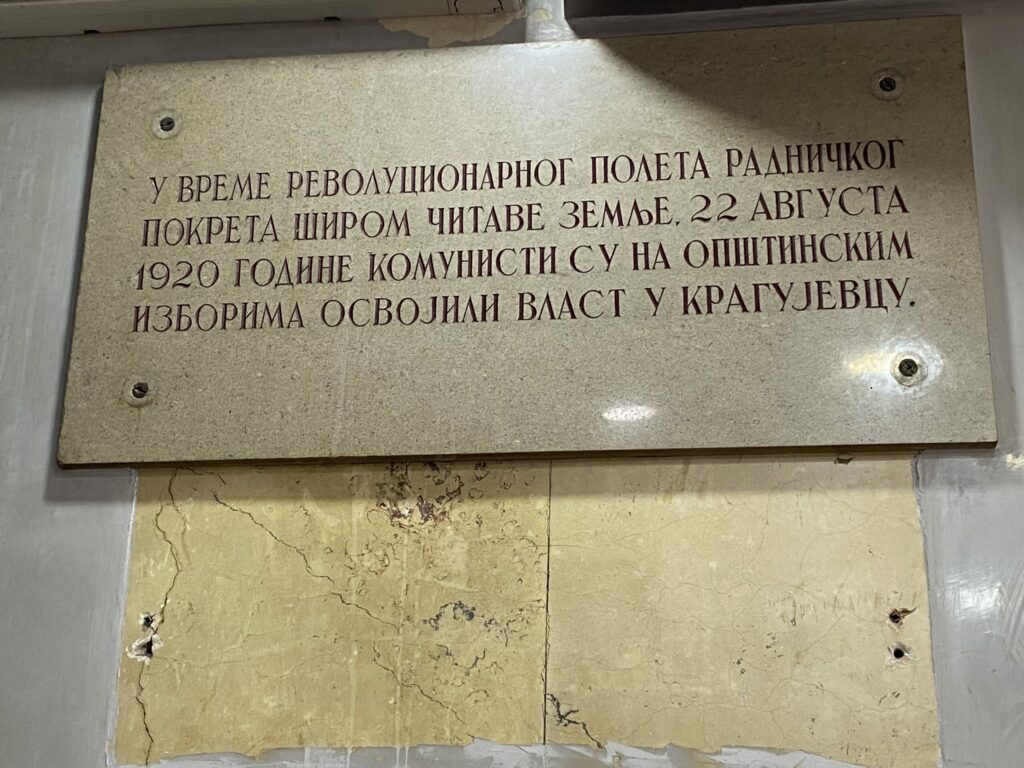 У ВРЕМЕ РЕВОЛУЦИОНАРНОГ ПОЛЕТА РАДНИЧКОГ
ПОКРЕТА ШИРОМ ЧИТАВЕ ЗЕМЉЕ, 22 АВГУСТА
1920 ГОДИНЕ КОМУНИСТИ СУ НА ОПШТИНСКИМ
ИЗБОРИМА ОСВОЈИЛИ ВЛАСТ У КРАГУЈЕВЦУ.